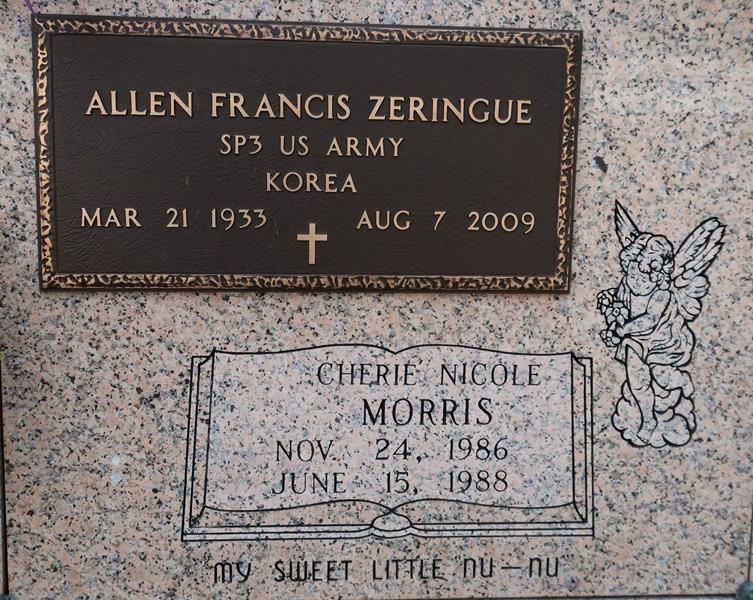 ALLEN FRANCIS ZERINGUE
SP3 US ARMY
KOREA
MAR 21 1933 AUG 7 2009
CHERIE NICOLE
MORRIS
NOV. 24, 1986
JUNE 15, 1988
MY SWEET LITTLE NU-NU